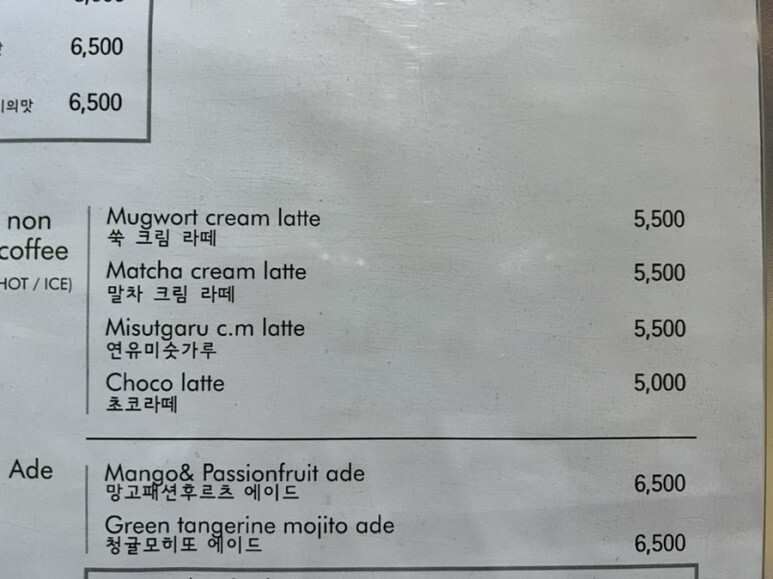 6,500
의맛 6,500
non
coffee
(HOT / ICE)
Mugwort cream latte 5,500
쑥 크림 라떼
Matcha cream latte 5,500
말차 크림 라떼
Misutgaru c.m latte 5,500
연유미숫가루
Choco latte 5,000
초코라떼
Ade
Mango& Passionfruit ade 6,500
망고패션후르츠 에이드
Green tangerine mojito ade 6,500
청귤모히또 에이드